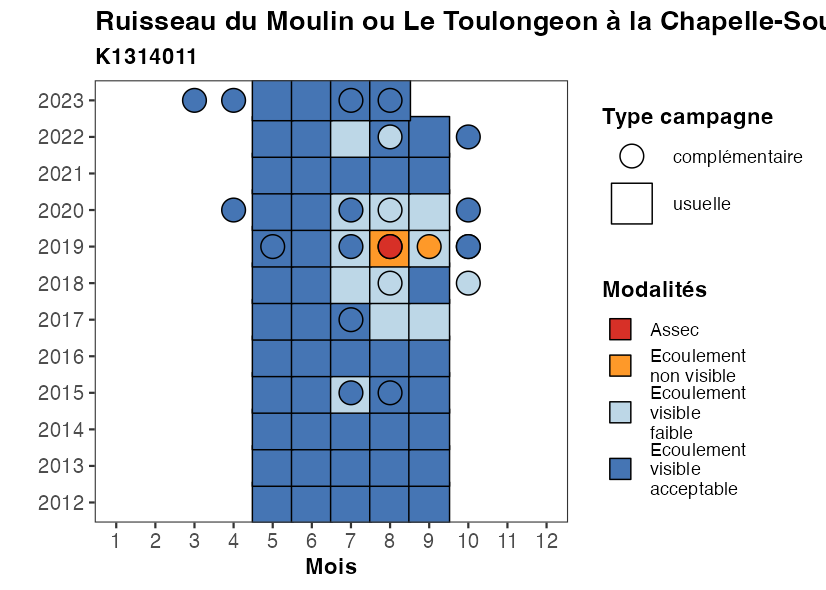 Ruisseau du Moulin ou Le Toulongeon à la Chapelle-Sou
K1314011
2023
2022
2021
2020
2019
2018
2017
2016
2015
2014
2013
2012
1 2 3 4 5 6 7 8 9 10 11 12
Mois
Type campagne
complémentaire
usuelle
Modalités
Assec
Ecoulement
non visible
Ecoulement
visible
faible
Ecoulement
visible
acceptable